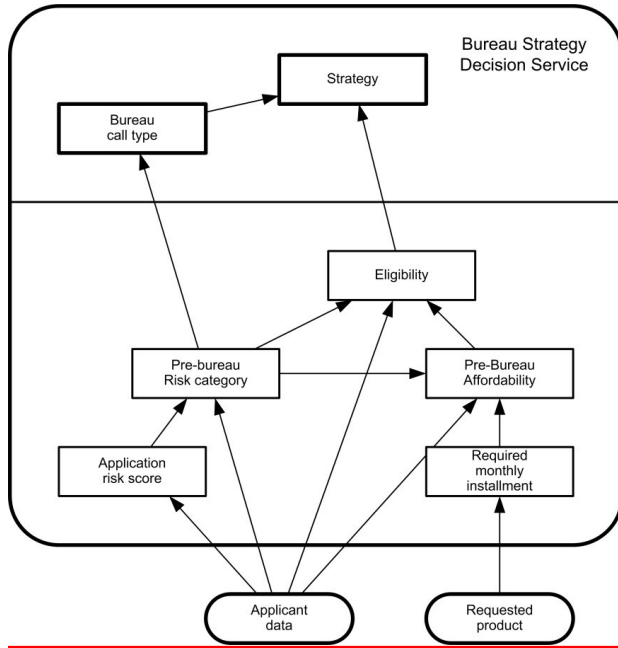 Bureau Strategy
Decision Service
Strategy
Bureau
call type
Eligibility
Pre-bureau
Risk category
Pre-Bureau
Affordability
Application
risk score
Required
monthly
installment
Applicant
data
Requested
product